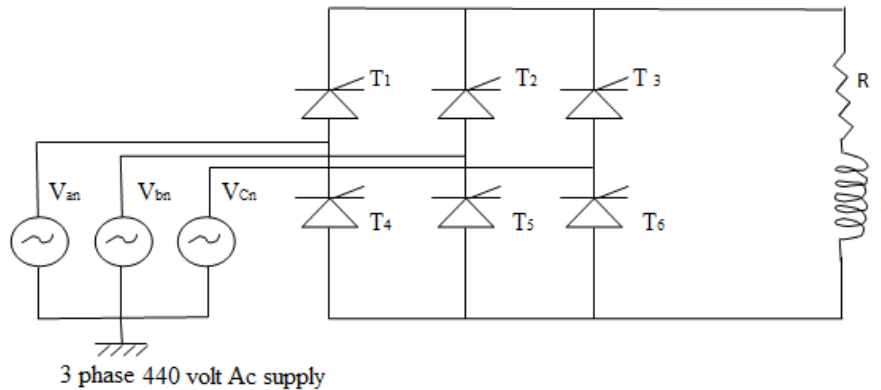 T1
T2
T 3
R
Van
Vbn
VCn
T4
T5
T6
3 phase 440 volt Ac supply